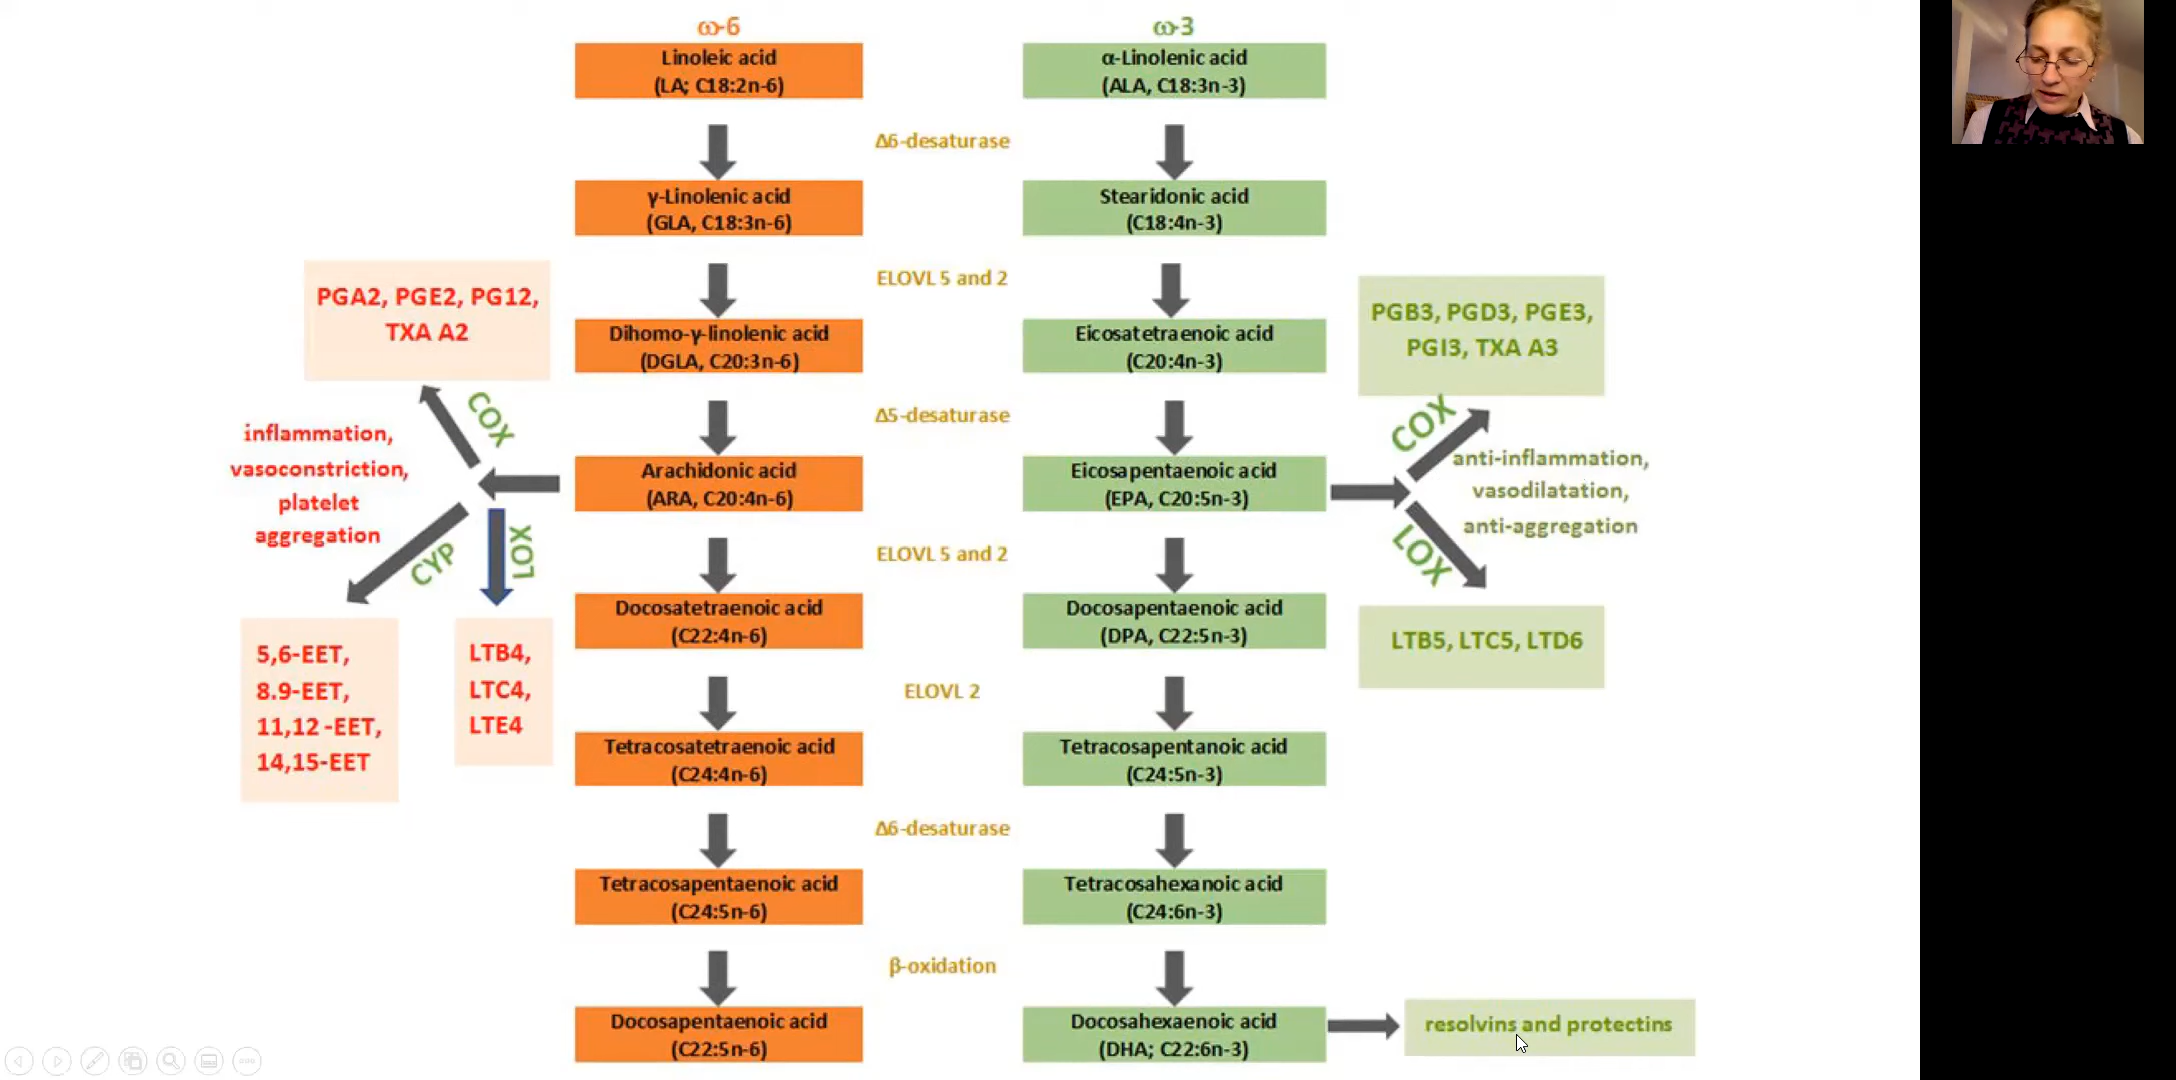 ω-6
Linoleic acid
(LA; C18:2n-6)
γ-Linolenic acid
(GLA, C18:3n-6)
Dihomo-γ-linolenic acid
(DGLA, C20:3n-6)
Arachidonic acid
(ARA, C20:4n-6)
Docosatetraenoic acid
(C22:4n-6)
Tetracosatetraenoic acid
(C24:4n-6)
Tetracosapentaenoic acid
(C24:5n-6)
Docosapentaenoic acid
(C22:5n-6)
PGA2, PGE2, PG12,
TXA A2
COX
inflammation,
vasoconstriction,
platelet
aggregation
CYP
LOX
5,6-EET,
8.9-EET,
11,12 -EET,
14,15-EET
LTB4,
LTC4,
LTE4
Δ6-desaturase
ELOVL 5 and 2
Δ5-desaturase
ELOVL 5 and 2
ELOVL 2
Δ6-desaturase
β-oxidation
ω-3
α-Linolenic acid
(ALA, C18:3n-3)
Stearidonic acid
(C18:4n-3)
Eicosatetraenoic acid
(C20:4n-3)
Eicosapentaenoic acid
(EPA, C20:5n-3)
Docosapentaenoic acid
(DPA, C22:5n-3)
Tetracosapentanoic acid
(C24:5n-3)
Tetracosahexanoic acid
(C24:6n-3)
Docosahexaenoic acid
(DHA; C22:6n-3)
PGB3, PGD3, PGE3,
PGI3, TXA A3
COX
anti-inflammation,
vasodilatation,
anti-aggregation
LOX
LTB5, LTC5, LTD6
resolvins and protectins